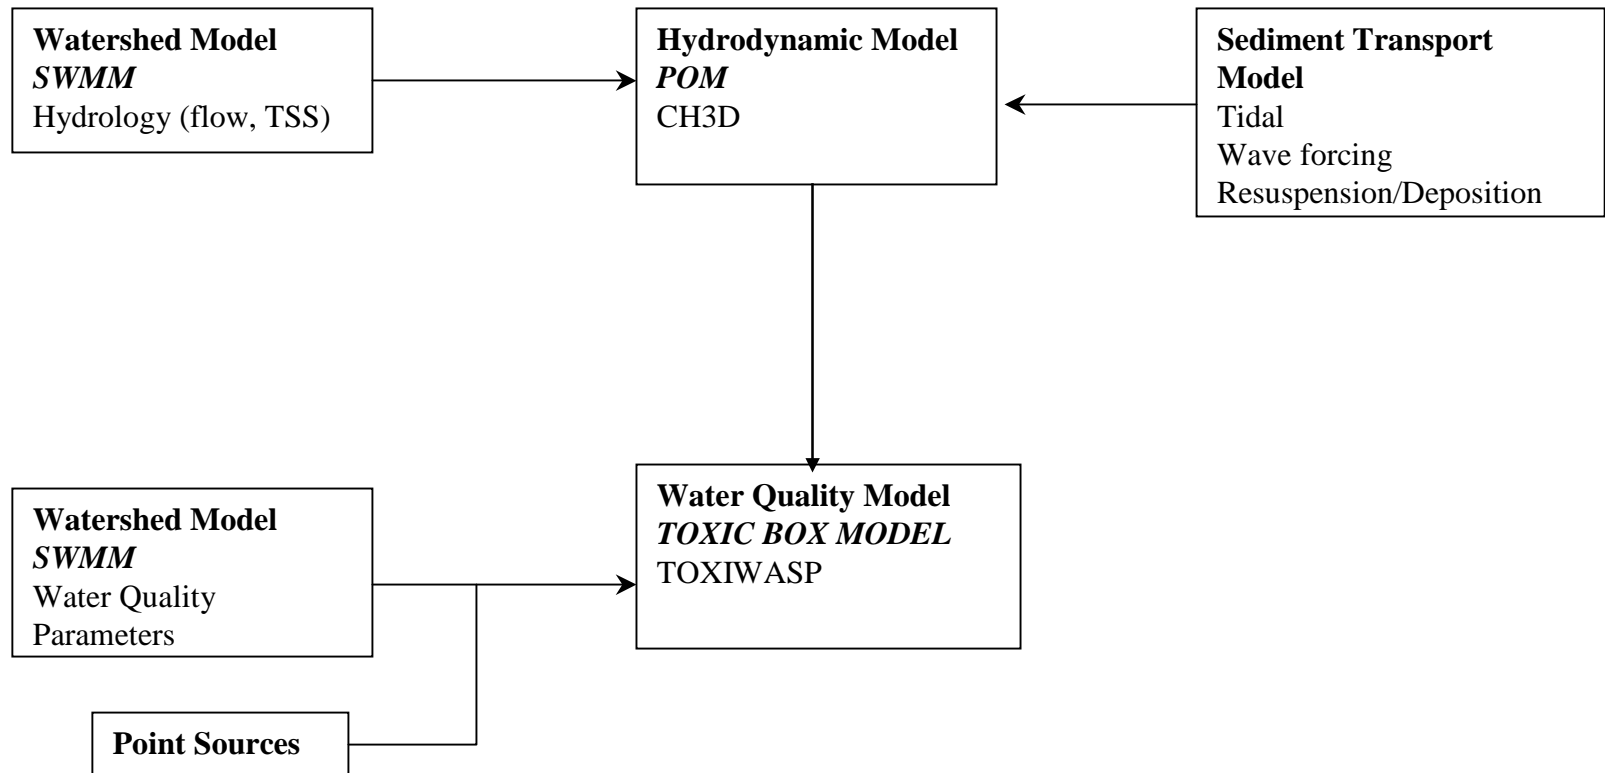 Watershed Model
SWMM
Hydrology (flow, TSS)
Hydrodynamic Model
POM
CH3D
Sediment Transport
Model
Tidal
Wave forcing
Resuspension/Deposition
Watershed Model
SWMM
Water Quality
Parameters
Water Quality Model
TOXIC BOX MODEL
TOXIWASP
Point Sources